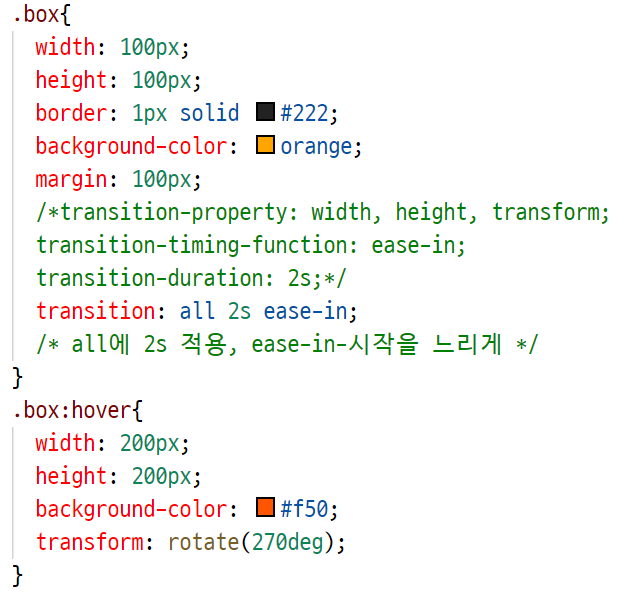 .box{
width: 100px;
height: 100px;
border: 1px solid #222;
background-color: orange;
margin: 100px;
/*transition-property: width, height, transform;
transition-timing-function: ease-in;
transition-duration: 2s;*/
transition: all 2s ease-in;
/* all에 2s 적용, ease-in-시작을 느리게 */
}
.box:hover{
width: 200px;
height: 200px;
background-color: #f50;
transform: rotate(270deg);
}